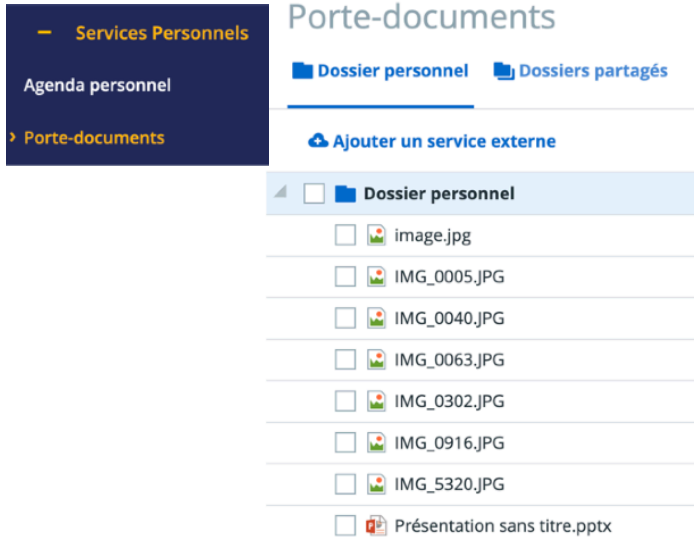 – Services Personnels
Agenda personnel
› Porte-documents
Porte-documents
Dossier personnel Dossiers partagés
Ajouter un service externe
Dossier personnel
image.jpg
IMG_0005.JPG
IMG_0040.JPG
IMG_0063.JPG
IMG_0302.JPG
IMG_0916.JPG
IMG_5320.JPG
Présentation sans titre.pptx